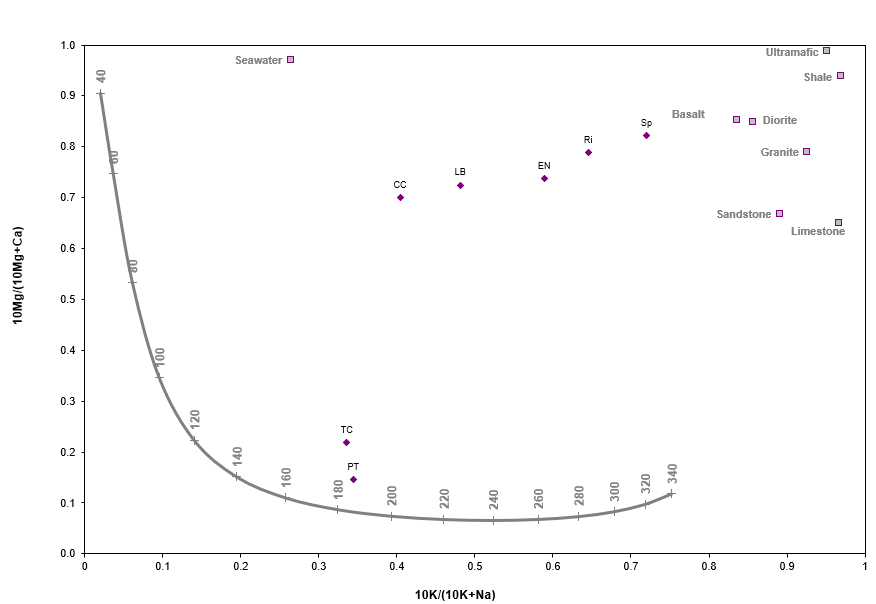 1.0
Ultramafic
Seawater
Shale
40
0.9
Basalt
Diorite
Sp
Ri
0.8
Granite
60
EN
LB
CC
0.7
Sandstone
Limestone
10Mg/(10Mg+Ca)
0.6
80
0.5
100
0.4
0.3
120
TC
0.2
140
PT
160
180
200
220
240
260
280
300
320
340
0.1
0.0
0
0.1
0.2
0.3
0.4
0.5
0.6
0.7
0.8
0.9
1
10K/(10K+Na)